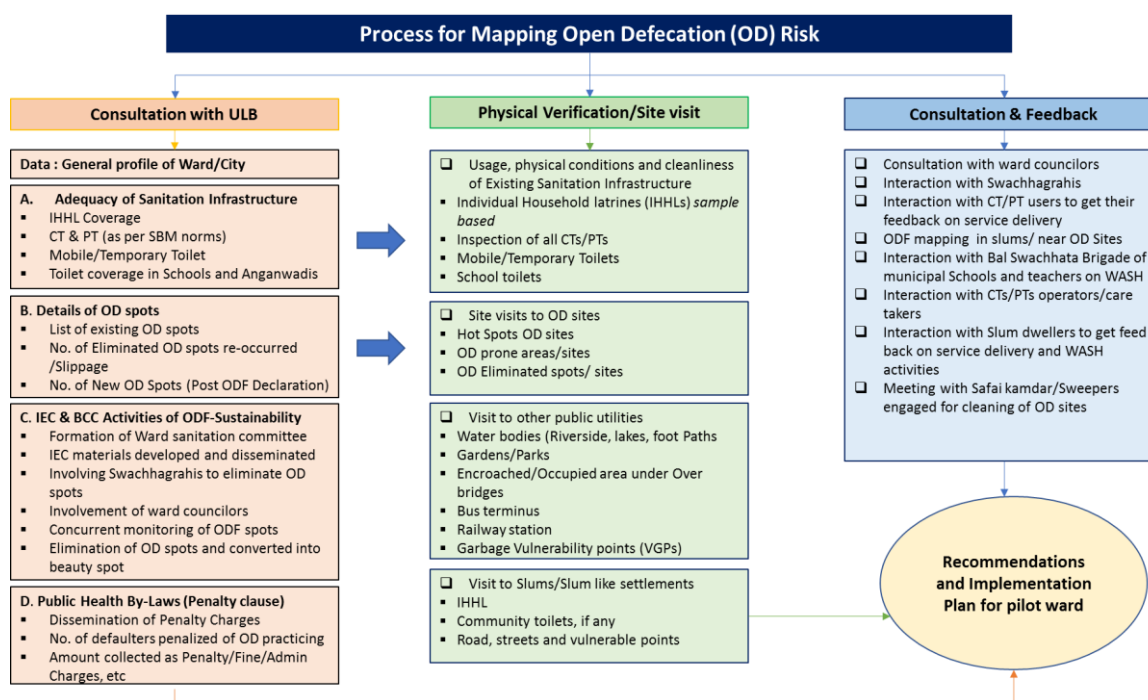 Process for Mapping Open Defecation (OD) Risk
Consultation with ULB
Data : General profile of Ward/City
A. Adequacy of Sanitation Infrastructure
▪ IHHL Coverage
▪ CT & PT (as per SBM norms)
▪ Mobile/Temporary Toilet
▪ Toilet coverage in Schools and Anganwadis
B. Details of OD spots
▪ List of existing OD spots
▪ No. of Eliminated OD spots re-occurred
/Slippage
▪ No. of New OD Spots (Post ODF Declaration)
C. IEC & BCC Activities of ODF-Sustainability
▪ Formation of Ward sanitation committee
▪ IEC materials developed and disseminated
▪ Involving Swachhagrahis to eliminate OD
spots
▪ Involvement of ward councilors
▪ Concurrent monitoring of ODF spots
▪ Elimination of OD spots and converted into
beauty spot
D. Public Health By-Laws (Penalty clause)
▪ Dissemination of Penalty Charges
▪ No. of defaulters penalized of OD practicing
▪ Amount collected as Penalty/Fine/Admin
Charges, etc
Physical Verification/Site visit
❑ Usage, physical conditions and cleanliness
of Existing Sanitation Infrastructure
▪ Individual Household latrines (IHHLs) sample
based
▪ Inspection of all CTs/PTs
▪ Mobile/Temporary Toilets
▪ School toilets
❑ Site visits to OD sites
▪ Hot Spots OD sites
▪ OD prone areas/sites
▪ OD Eliminated spots/ sites
❑ Visit to other public utilities
▪ Water bodies (Riverside, lakes, foot Paths
▪ Gardens/Parks
▪ Encroached/Occupied area under Over
bridges
▪ Bus terminus
▪ Railway station
▪ Garbage Vulnerability points (VGPs)
❑ Visit to Slums/Slum like settlements
▪ IHHL
▪ Community toilets, if any
▪ Road, streets and vulnerable points
Consultation & Feedback
❑ Consultation with ward councilors
❑ Interaction with Swachhagrahis
❑ Interaction with CT/PT users to get their
feedback on service delivery
❑ ODF mapping in slums/ near OD Sites
❑ Interaction with Bal Swachhata Brigade of
municipal Schools and teachers on WASH
❑ Interaction with CTs/PTs operators/care
takers
❑ Interaction with Slum dwellers to get feed
back on service delivery and WASH
activities
❑ Meeting with Safai kamdar/Sweepers
engaged for cleaning of OD sites
Recommendations
and Implementation
Plan for pilot ward